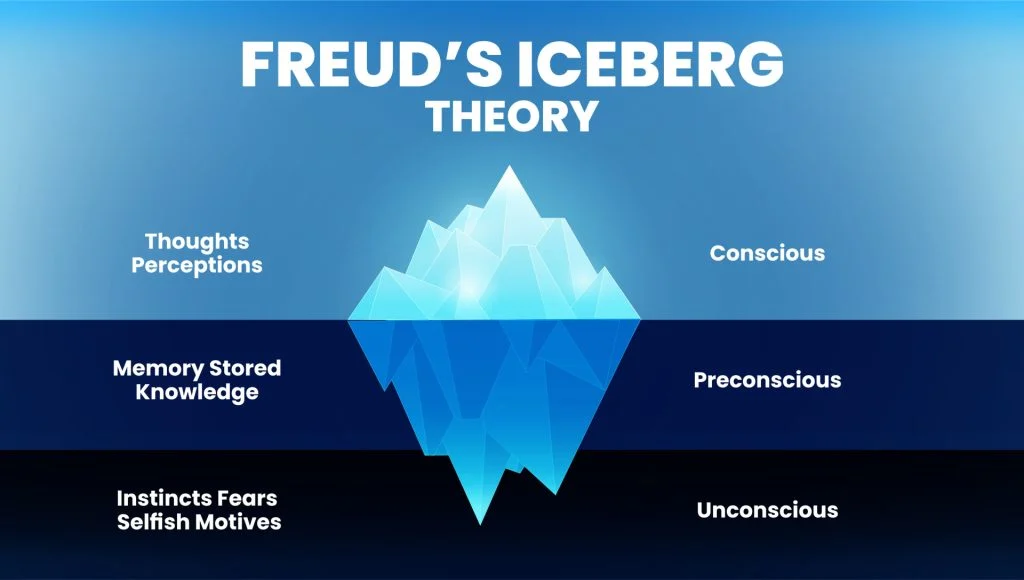 FREUD’S ICEBERG
THEORY
Thoughts
Perceptions
Conscious
Memory Stored
Knowledge
Preconscious
Instincts Fears
Selfish Motives
Unconscious